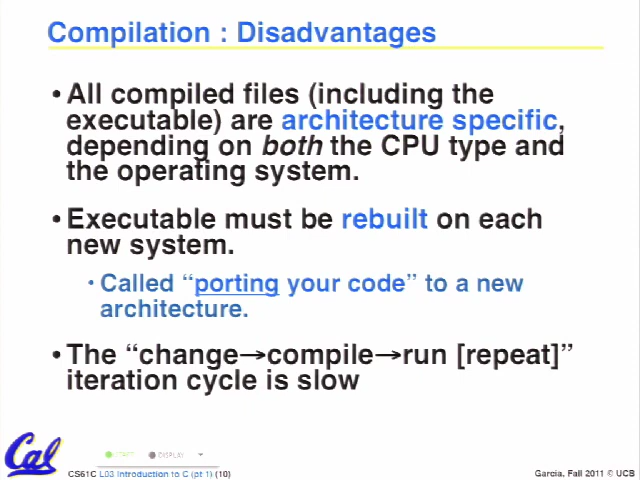 Compilation : Disadvantages
•All compiled files (including the
executable) are architecture specific,
depending on both the CPU type and
the operating system.
•Executable must be rebuilt on each
new system.
•Called “porting your code” to a new
architecture.
•The “change→compile→run [repeat]”
iteration cycle is slow
Cal
START DISPLAY
CS61C L03 Introduction to C (pt 1) (10)
Garcia, Fall 2011 © UCB